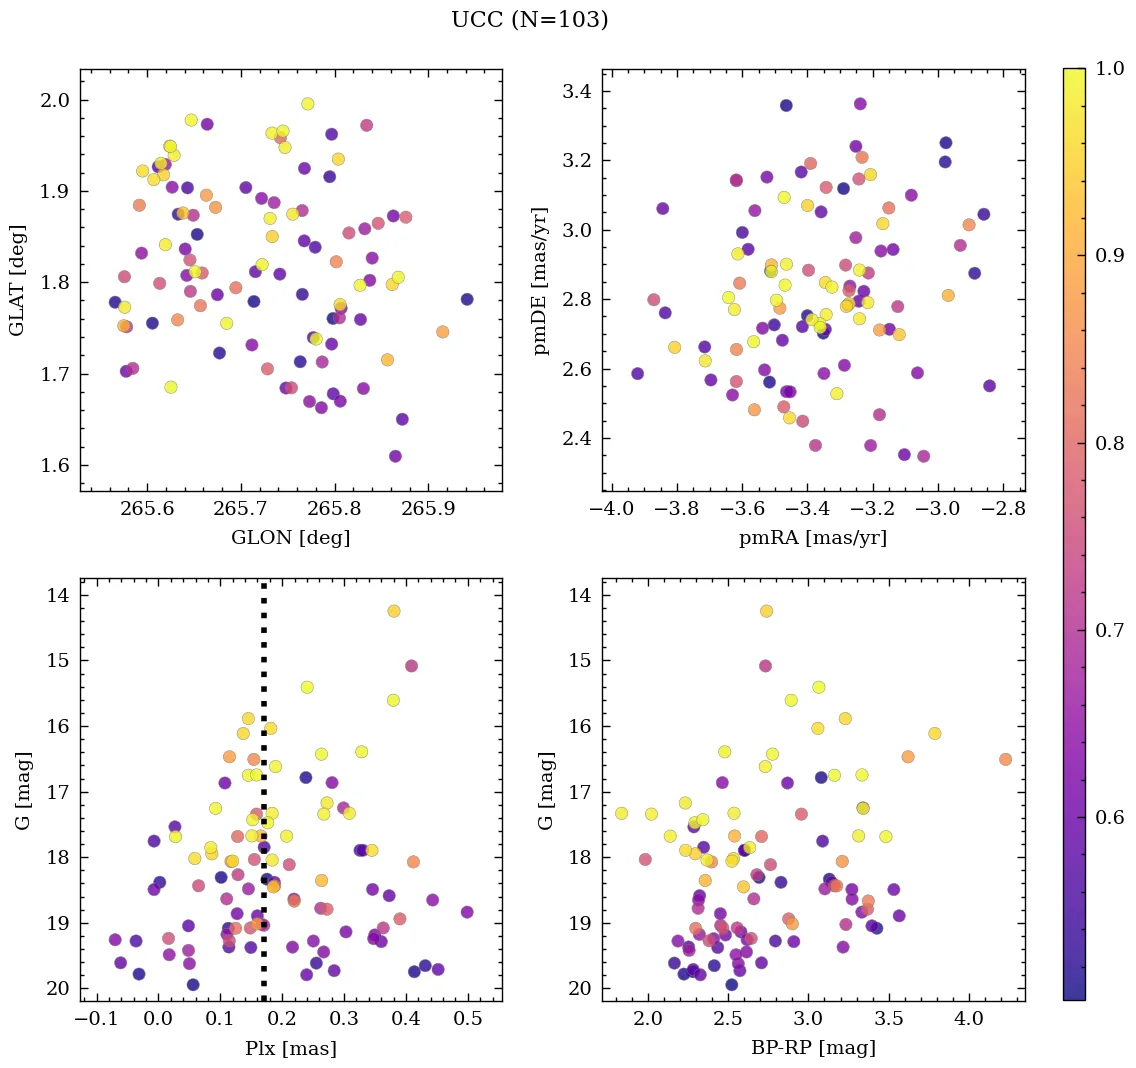 UCC (N=103)
2.0
1.9
1.8
1.7
1.6
GLAT [deg]
265.6 265.7 265.8 265.9
GLON [deg]
3.4
3.2
3.0
2.8
2.6
2.4
pmDE [mas/yr]
−4.0 −3.8 −3.6 −3.4 −3.2 −3.0 −2.8
pmRA [mas/yr]
14
15
16
17
18
19
20
G [mag]
−0.1 0.0 0.1 0.2 0.3 0.4 0.5
Plx [mas]
14
15
16
17
18
19
20
G [mag]
2.0 2.5 3.0 3.5 4.0
BP-RP [mag]
1.0
0.9
0.8
0.7
0.6